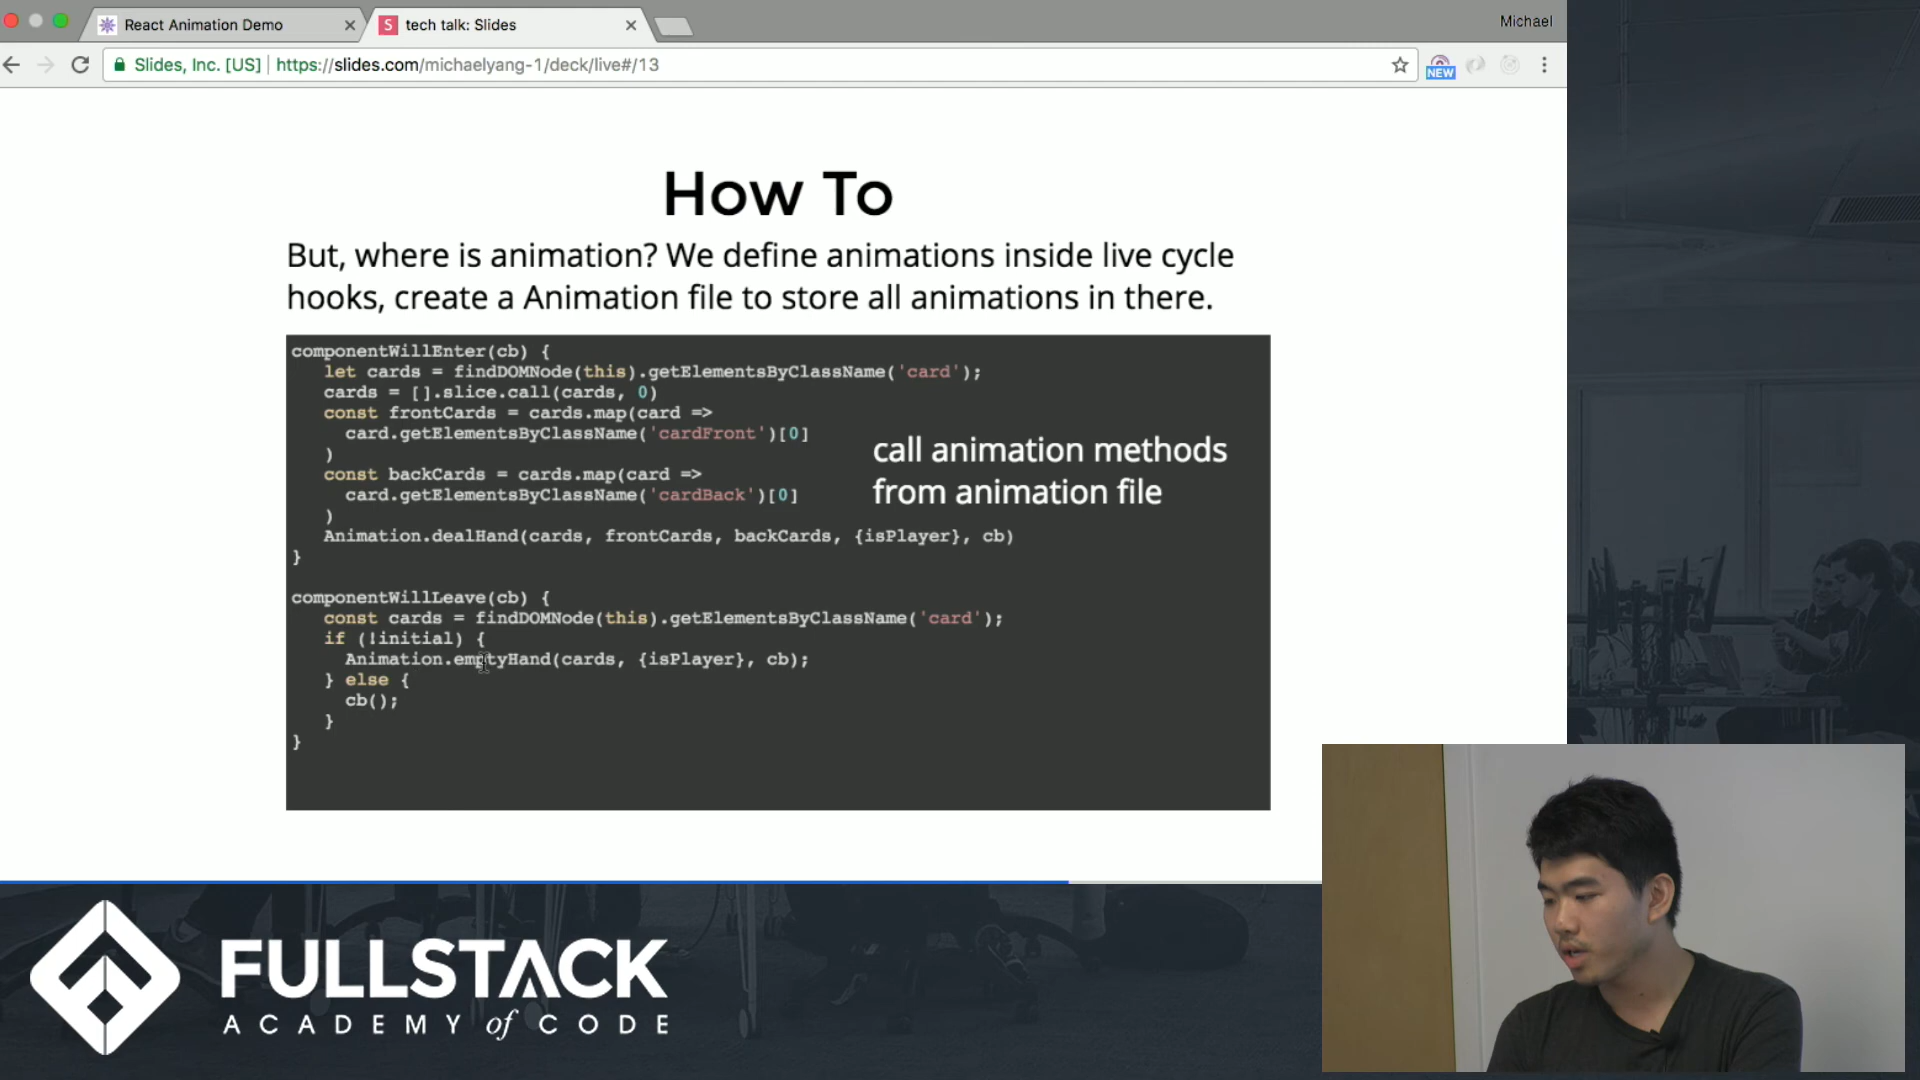 React Animation Demo
S tech talk: Slides
Michael
Slides, Inc. [US] | https://slides.com/michaelyang-1/deck/live#/13
NEW
How To
But, where is animation? We define animations inside live cycle
hooks, create a Animation file to store all animations in there.
componentWillEnter(cb) {
let cards = findDOMNode(this).getElementsByClassName('card');
cards = [].slice.call(cards, 0)
const frontCards = cards.map(card =>
card.getElementsByClassName('cardFront')[0]
)
const backCards = cards.map(card =>
card.getElementsByClassName('cardBack')[0]
)
Animation.dealHand(cards, frontCards, backCards, {isPlayer}, cb)
}
call animation methods
from animation file
componentWillLeave(cb) {
const cards = findDOMNode(this).getElementsByClassName('card');
if (!initial) {
Animation.emptyHand(cards, {isPlayer}, cb);
} else {
cb();
}
}
FULLSTACK
ACADEMY of CODE